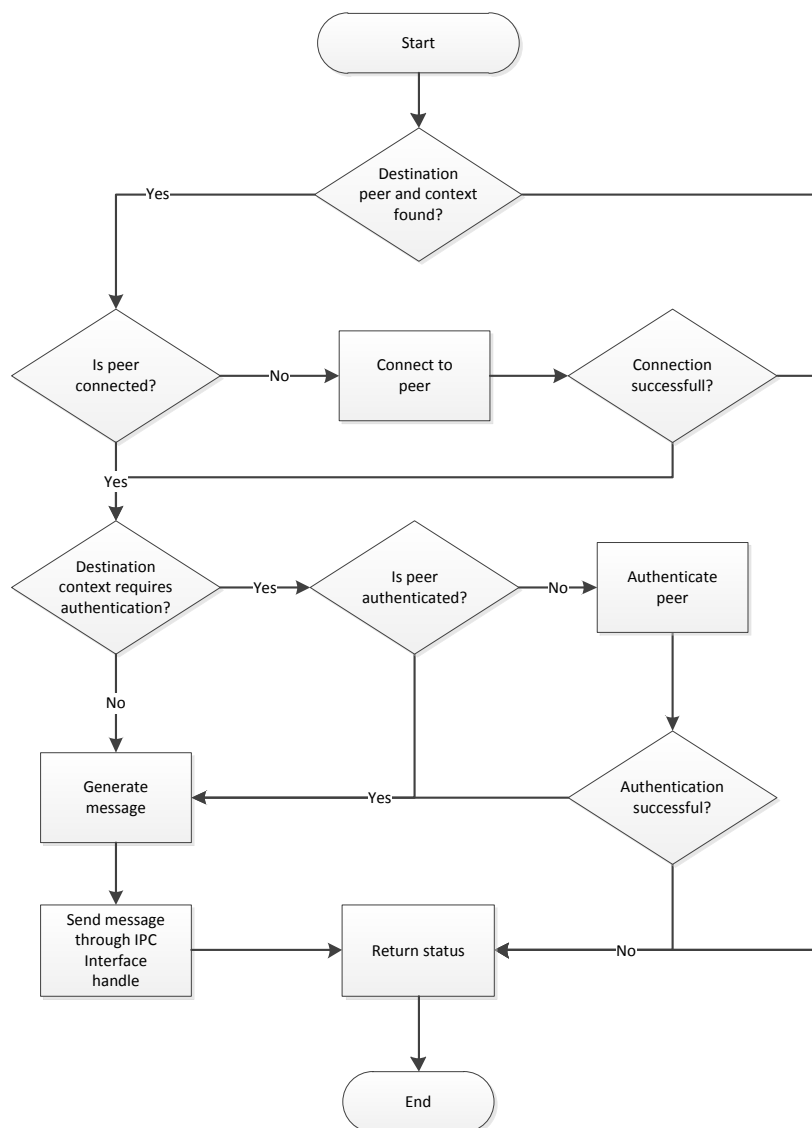 Start
Destination
peer and context
found?
Yes
Is peer
connected?
No
Connect to
peer
Connection
successfull?
Yes
Destination
context requires
authentication?
Yes
Is peer
authenticated?
No
Authenticate
peer
No
Generate
message
Yes
Authentication
successful?
Send message
through IPC
Interface
handle
Return status
No
End